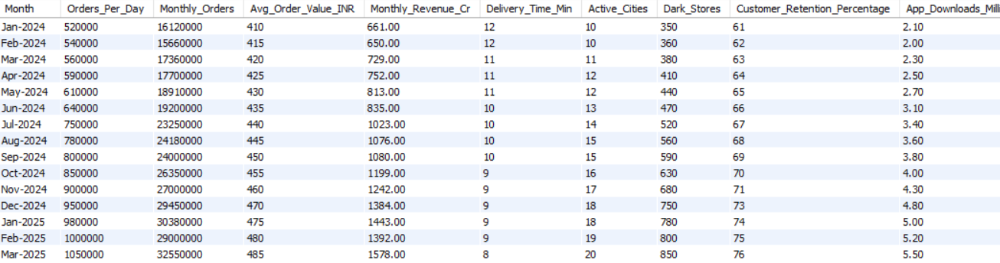 Month Orders_Per_Day Monthly_Orders Avg_Order_Value_INR Monthly_Revenue_Cr Delivery_Time_Min Active_Cities Dark_Stores Customer_Retention_Percentage App_Downloads_Mill
Jan-2024 520000 16120000 410 661.00 12 10 350 61 2.10
Feb-2024 540000 15660000 415 650.00 12 10 360 62 2.00
Mar-2024 560000 17360000 420 729.00 11 11 380 63 2.30
Apr-2024 590000 17700000 425 752.00 11 12 410 64 2.50
May-2024 610000 18910000 430 813.00 11 12 440 65 2.70
Jun-2024 640000 19200000 435 835.00 10 13 470 66 3.10
Jul-2024 750000 23250000 440 1023.00 10 14 520 67 3.40
Aug-2024 780000 24180000 445 1076.00 10 15 560 68 3.60
Sep-2024 800000 24000000 450 1080.00 10 15 590 69 3.80
Oct-2024 850000 26350000 455 1199.00 9 16 630 70 4.00
Nov-2024 900000 27000000 460 1242.00 9 17 680 71 4.30
Dec-2024 950000 29450000 470 1384.00 9 18 750 73 4.80
Jan-2025 980000 30380000 475 1443.00 9 18 780 74 5.00
Feb-2025 1000000 29000000 480 1392.00 9 19 800 75 5.20
Mar-2025 1050000 32550000 485 1578.00 8 20 850 76 5.50